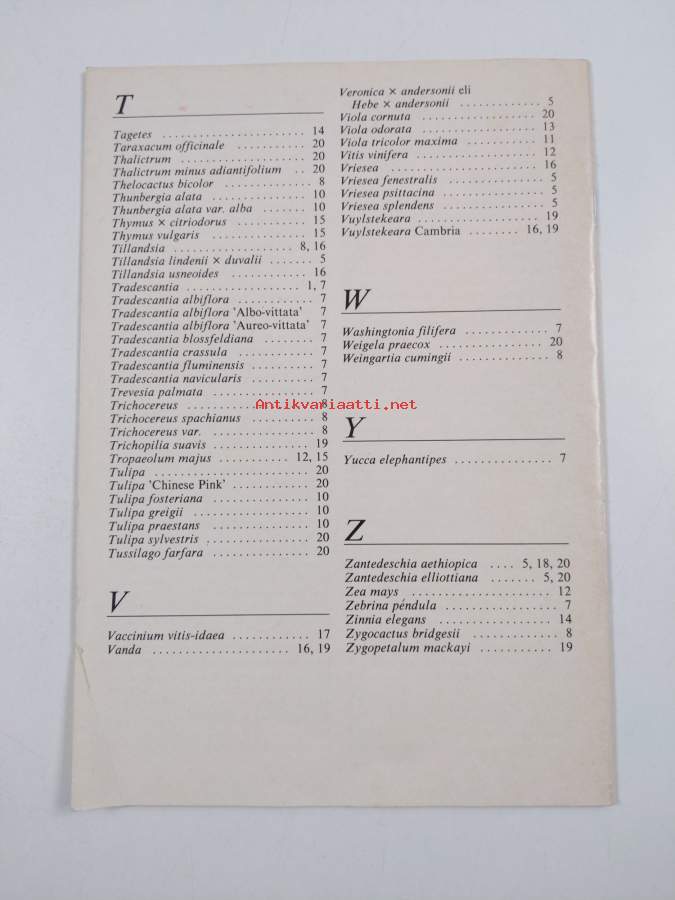 T
Tagetes ...................... 14
Taraxacum officinale ........... 20
Thalictrum .................... 20
Thalictrum minus adiantifolium .. 20
Thelocactus bicolor ............. 8
Thunbergia alata ............... 10
Thunbergia alata var. alba ....... 10
Thymus × citriodorus ........... 15
Thymus vulgaris ............... 15
Tillandsia .................. 8, 16
Tillandsia lindenii × duvalii ....... 5
Tillandsia usneoides ............ 16
Tradescantia ................. 1, 7
Tradescantia albiflora ............ 7
Tradescantia albiflora 'Albo-vittata' 7
Tradescantia albiflora 'Aureo-vittata' 7
Tradescantia blossfeldiana ........ 7
Tradescantia crassula ............ 7
Tradescantia fluminensis .......... 7
Tradescantia navicularis .......... 7
Trevesia palmata ............... 7
Trichocereus ................... 8
Trichocereus spachianus .......... 8
Trichocereus var. ............... 8
Trichopilia suavis .............. 19
Tropaeolum majus ........... 12, 15
Tulipa ....................... 20
Tulipa 'Chinese Pink' ............ 20
Tulipa fosteriana ............... 10
Tulipa greigii ................. 10
Tulipa praestans ............... 10
Tulipa sylvestris ............... 20
Tussilago farfara ............... 20
V
Vaccinium vitis-idaea ............ 17
Vanda .................... 16, 19
Veronica × andersonii eli
Hebe × andersonii ............. 5
Viola cornuta ................. 20
Viola odorata ................. 13
Viola tricolor maxima ........... 11
Vitis vinifera .................. 12
Vriesea ...................... 16
Vriesea fenestralis ............... 5
Vriesea psittacina ............... 5
Vriesea splendens ............... 5
Vuylstekeara .................. 19
Vuylstekeara Cambria ........ 16, 19
W
Washingtonia filifera ............. 7
Weigela praecox ............... 20
Weingartia cumingii .............. 8
Y
Yucca elephantipes ............... 7
Z
Zantedeschia aethiopica .... 5, 18, 20
Zantedeschia elliottiana ....... 5, 20
Zea mays .................... 12
Zebrina péndula ................. 7
Zinnia elegans ................. 14
Zygocactus bridgesii ............. 8
Zygopetalum mackayi ........... 19
Antikvariaatti.net